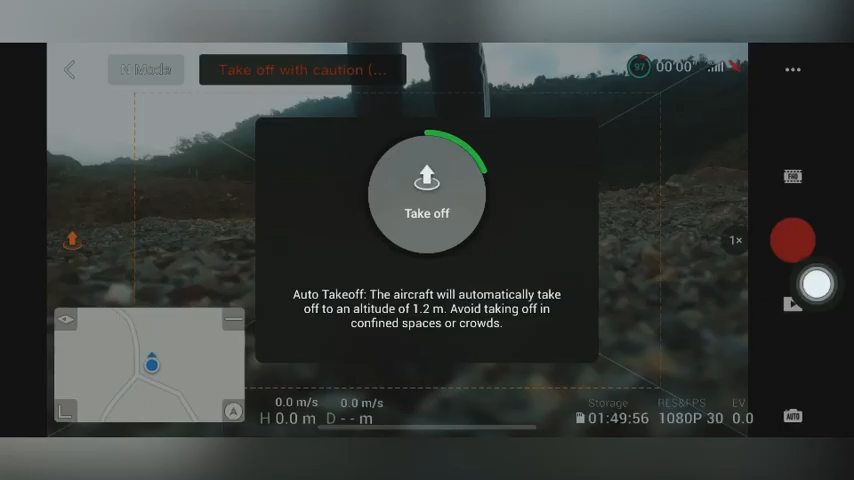 N Mode
Take off with caution (...
97
00'00"
Take off
1×
Auto Takeoff: The aircraft will automatically take
off to an altitude of 1.2 m. Avoid taking off in
confined spaces or crowds.
0.0 m/s 0.0 m/s
H 0.0 m D - - m
Storage RES&FPS EV
01:49:56 1080P 30 0.0
AUTO